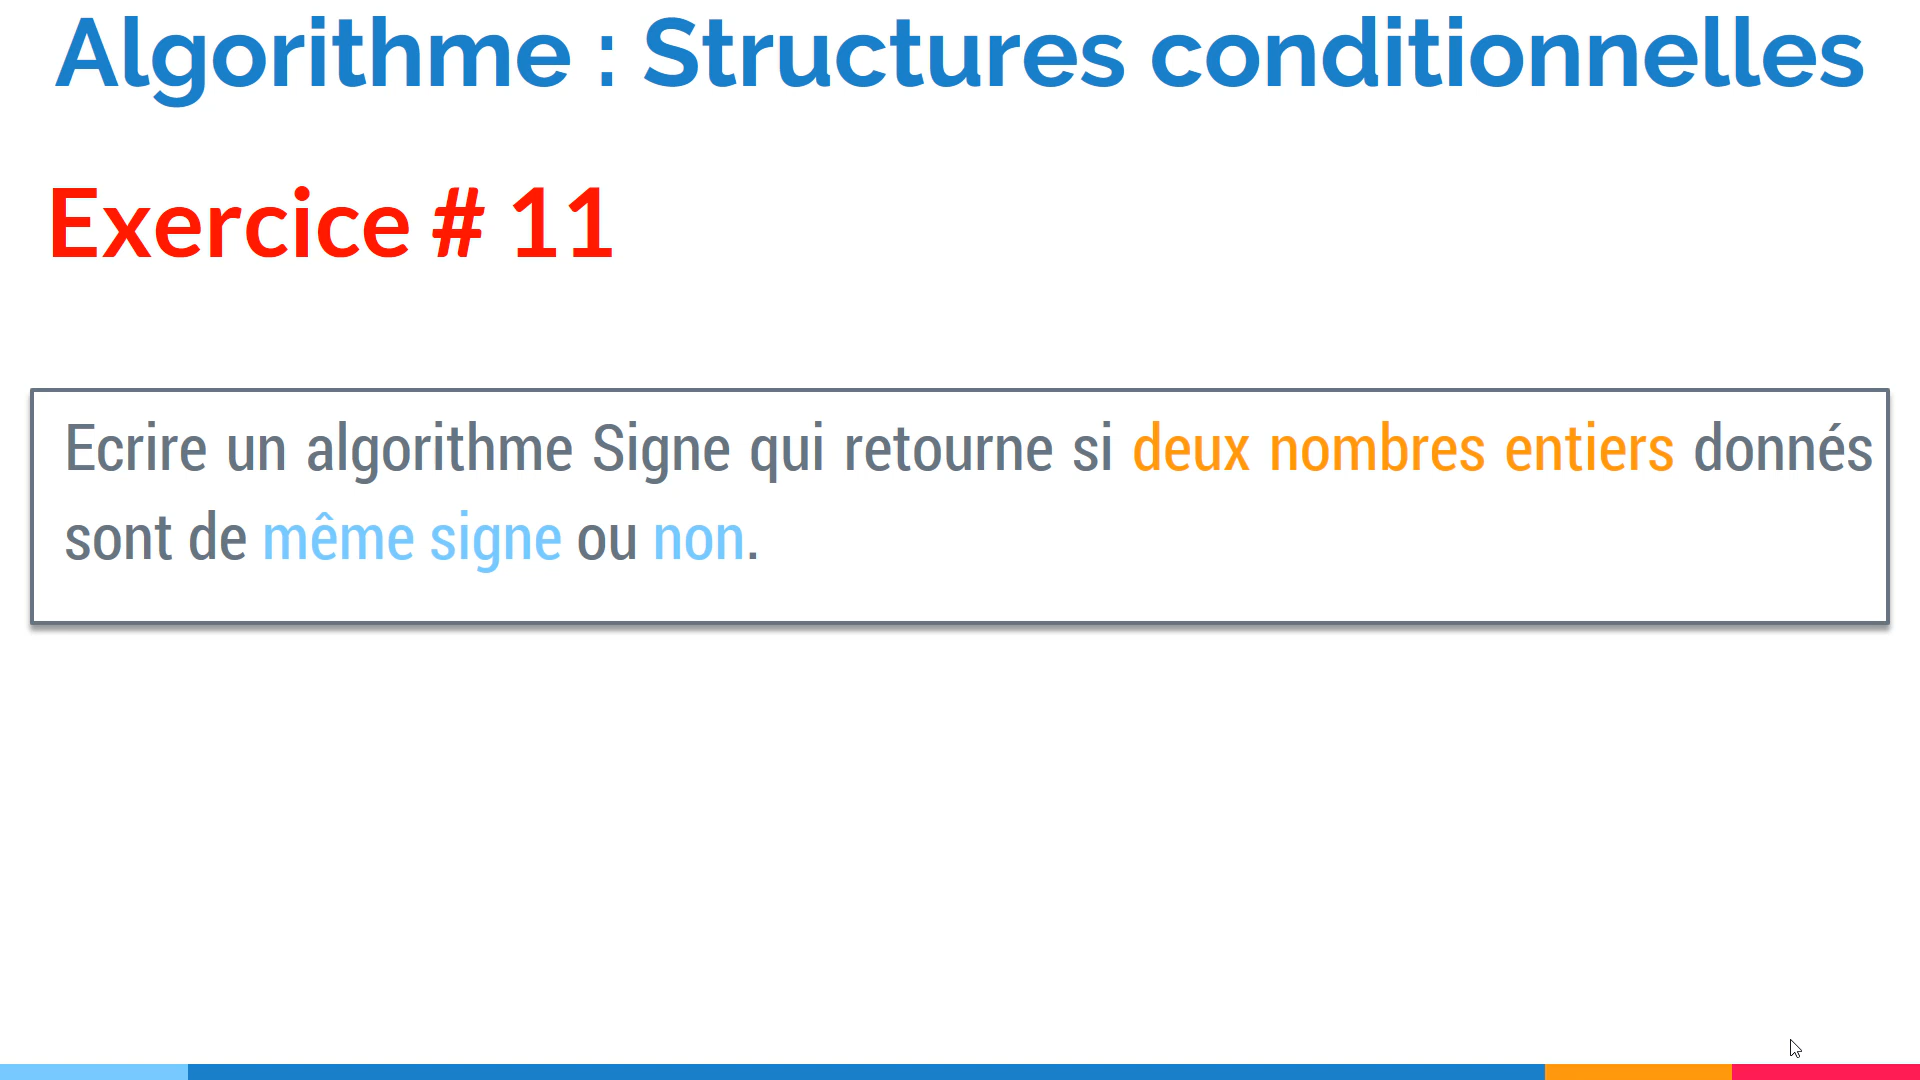 Algorithme : Structures conditionnelles
Exercice # 11
Ecrire un algorithme Signe qui retourne si deux nombres entiers donnés
sont de même signe ou non.